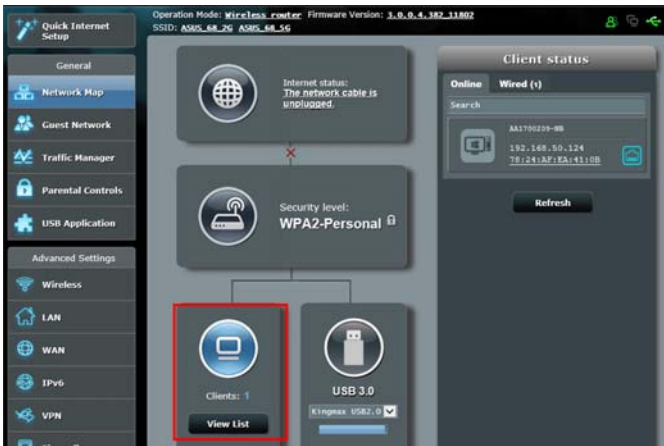 Operation Mode: Wireless router Firmware Version: 3.0.0.4.382_11802
SSID: ASUS_68_2G ASUS_68_5G
Quick Internet
Setup
General
Network Map
Guest Network
Traffic Manager
Parental Controls
USB Application
Advanced Settings
Wireless
LAN
WAN
IPv6
VPN
Internet status:
The network cable is
unplugged.
Security level:
WPA2-Personal
Clients: 1
View List
USB 3.0
Kingmax USB2.0
Client status
Online Wired (1)
Search
AA1700239-NB
192.168.50.124
78:24:AF:EA:41:0B
Refresh